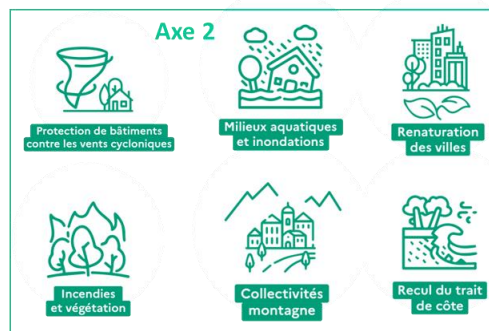 Axe 2
Protection de bâtiments
contre les vents cycloniques
Milieux aquatiques
et inondations
Renaturation
des villes
Incendies
et végétation
Collectivités
montagne
Recul du trait
de côte